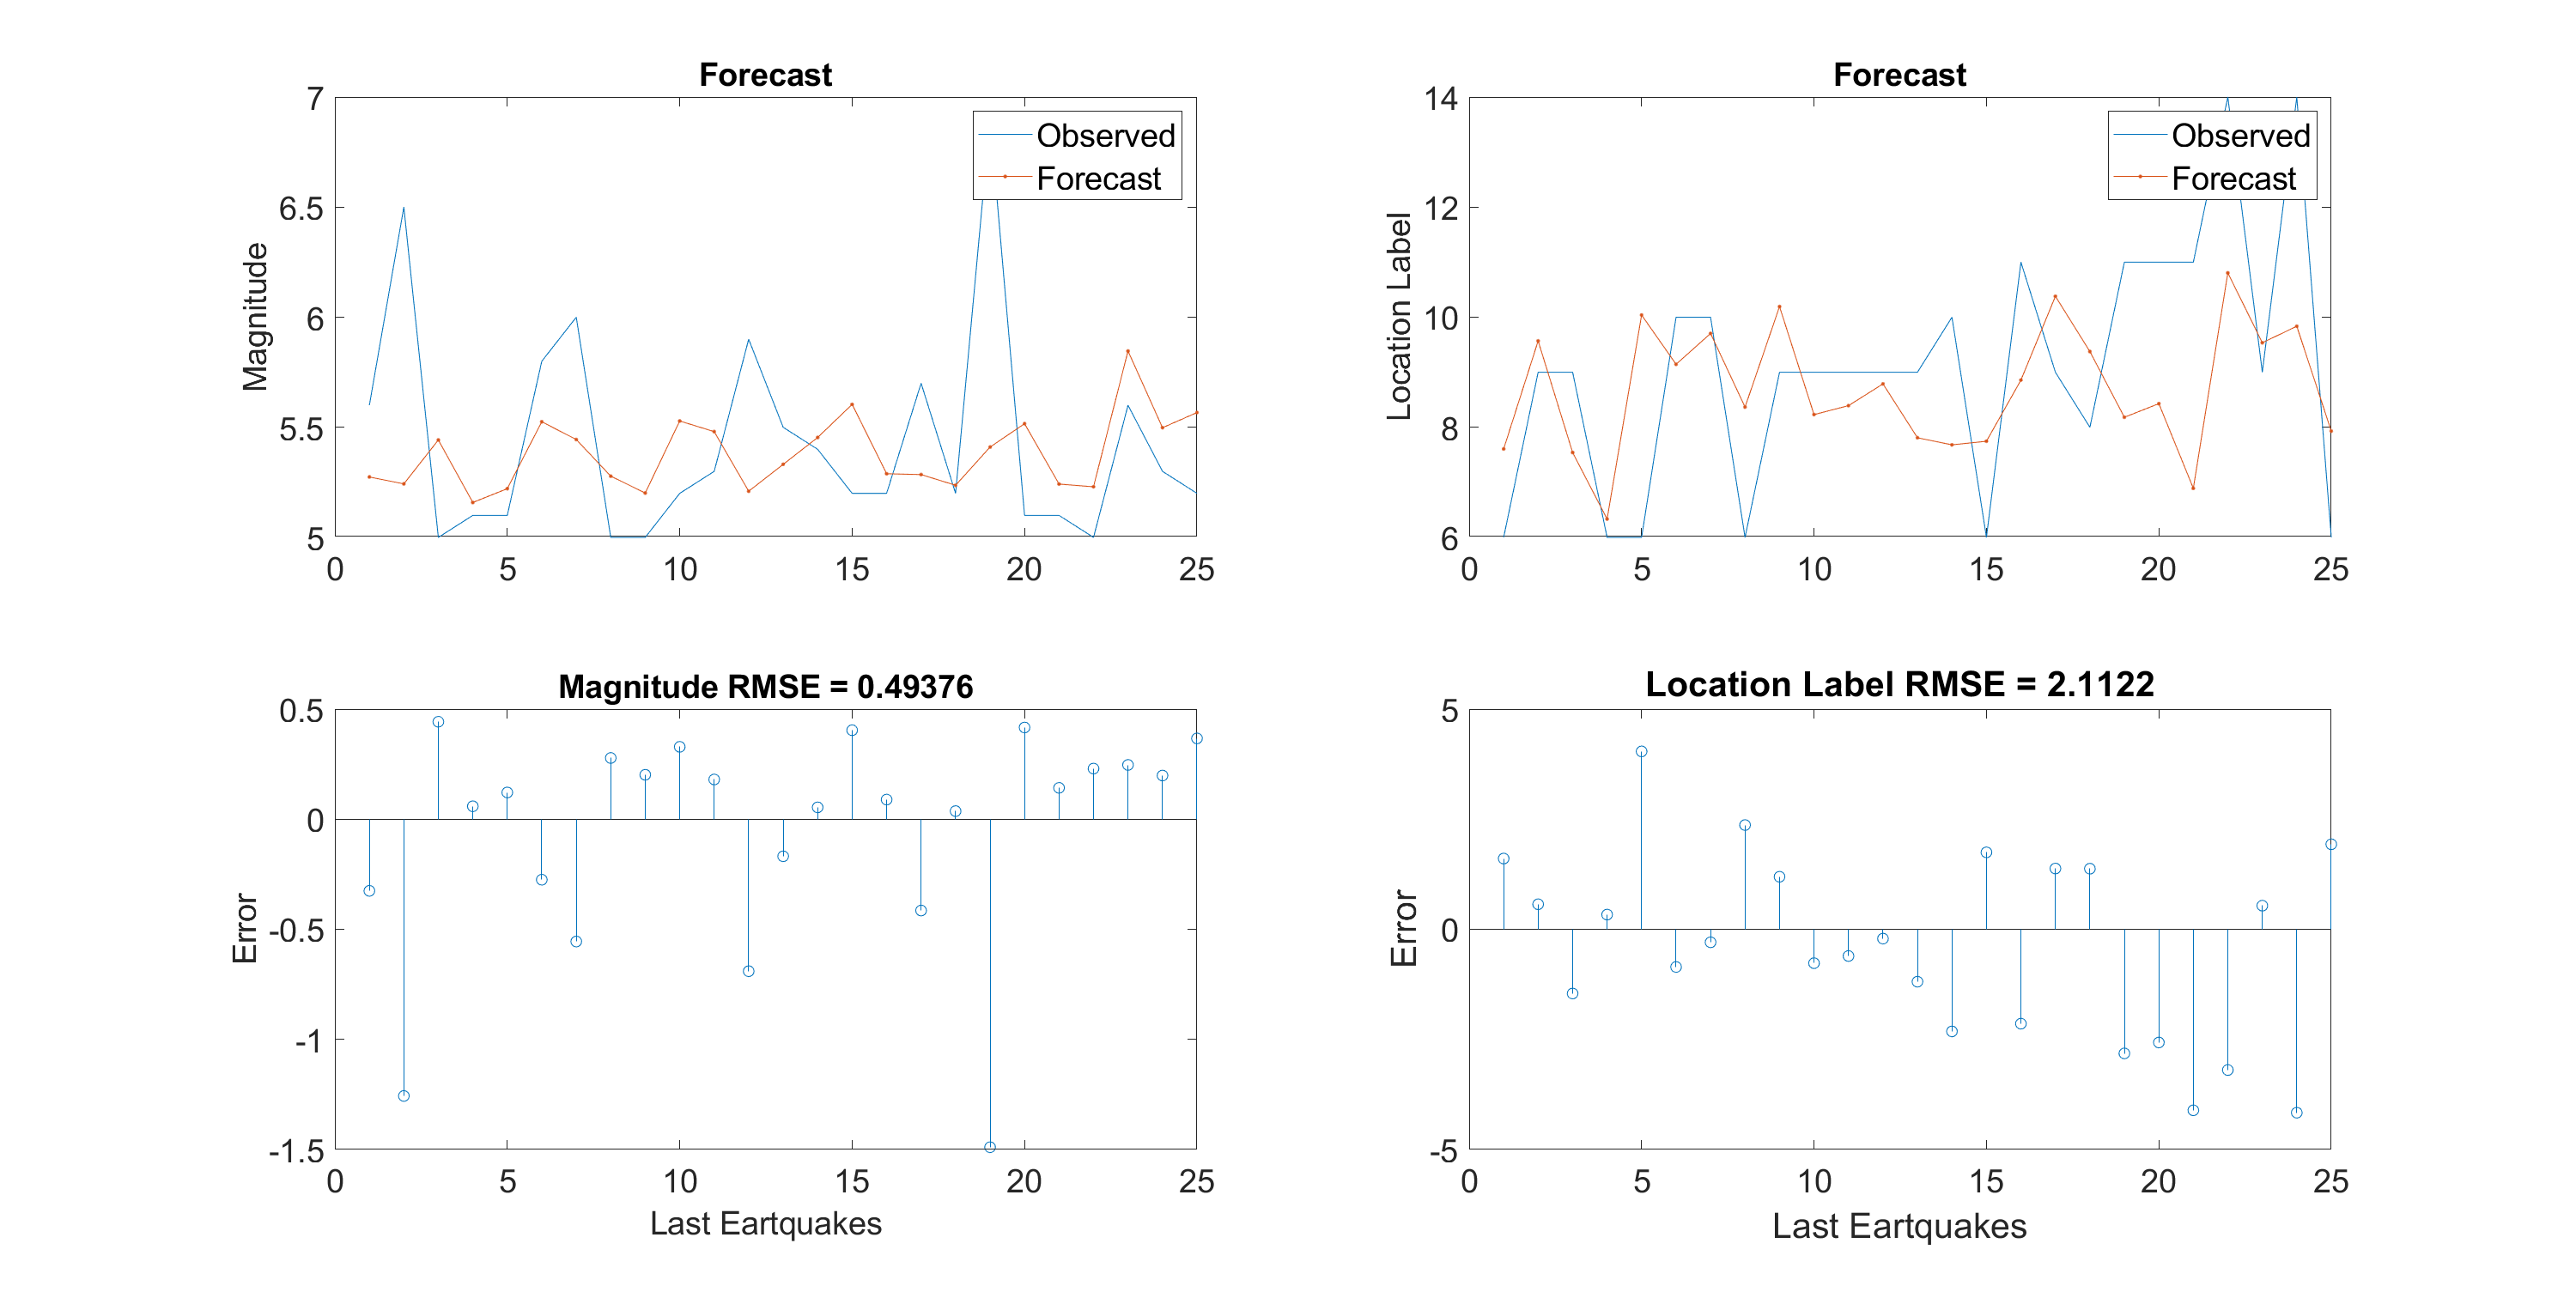 Forecast
7
6.5
6
5.5
5
Magnitude
Observed
Forecast
0 5 10 15 20 25
Forecast
14
12
10
8
6
Location Label
Observed
Forecast
0 5 10 15 20 25
Magnitude RMSE = 0.49376
0.5
0
-0.5
-1
-1.5
Error
0 5 10 15 20 25
Last Eartquakes
Location Label RMSE = 2.1122
5
0
-5
Error
0 5 10 15 20 25
Last Eartquakes